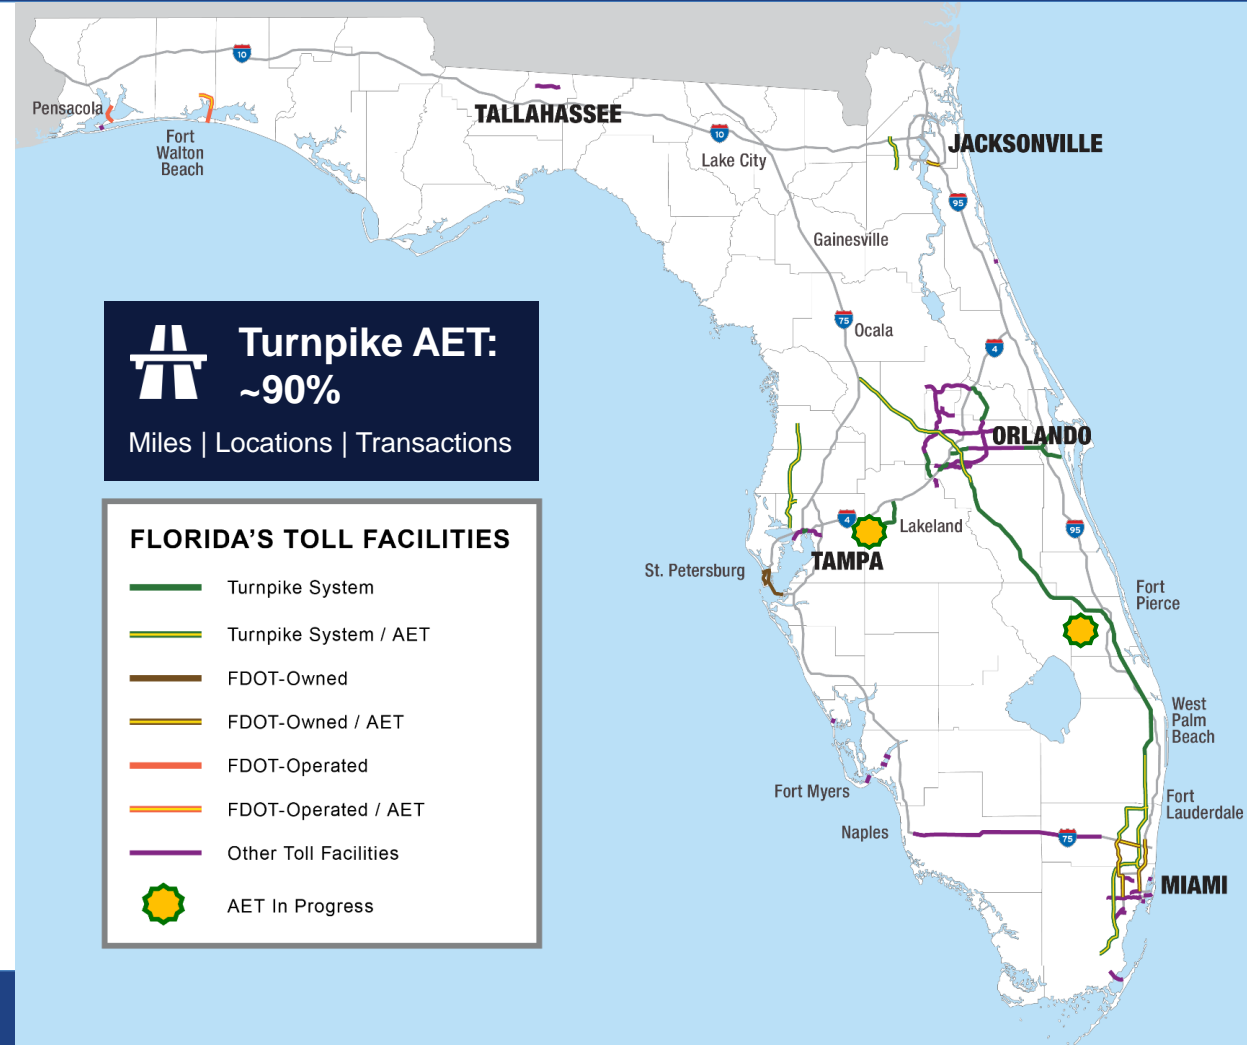 10
Pensacola
Fort
Walton
Beach
TALLAHASSEE
10
Lake City
JACKSONVILLE
95
Gainesville
75
Ocala
4
ORLANDO
Turnpike AET:
~90%
Miles | Locations | Transactions
FLORIDA'S TOLL FACILITIES
Turnpike System
Turnpike System / AET
FDOT-Owned
FDOT-Owned / AET
FDOT-Operated
FDOT-Operated / AET
Other Toll Facilities
AET In Progress
4
Lakeland
95
TAMPA
St. Petersburg
Fort
Pierce
West
Palm
Beach
Fort Myers
Fort
Lauderdale
Naples
75
MIAMI